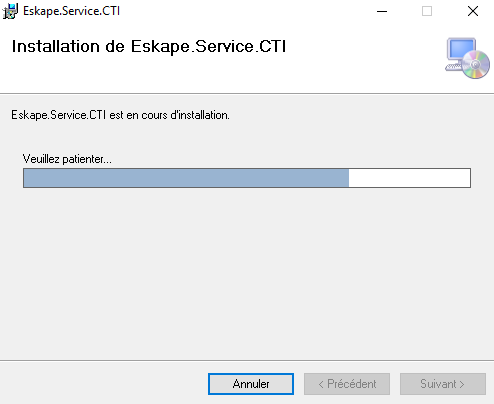 Eskape.Service.CTI
Installation de Eskape.Service.CTI
Eskape.Service.CTI est en cours d'installation.
Veuillez patienter...
Annuler
< Précédent
Suivant >